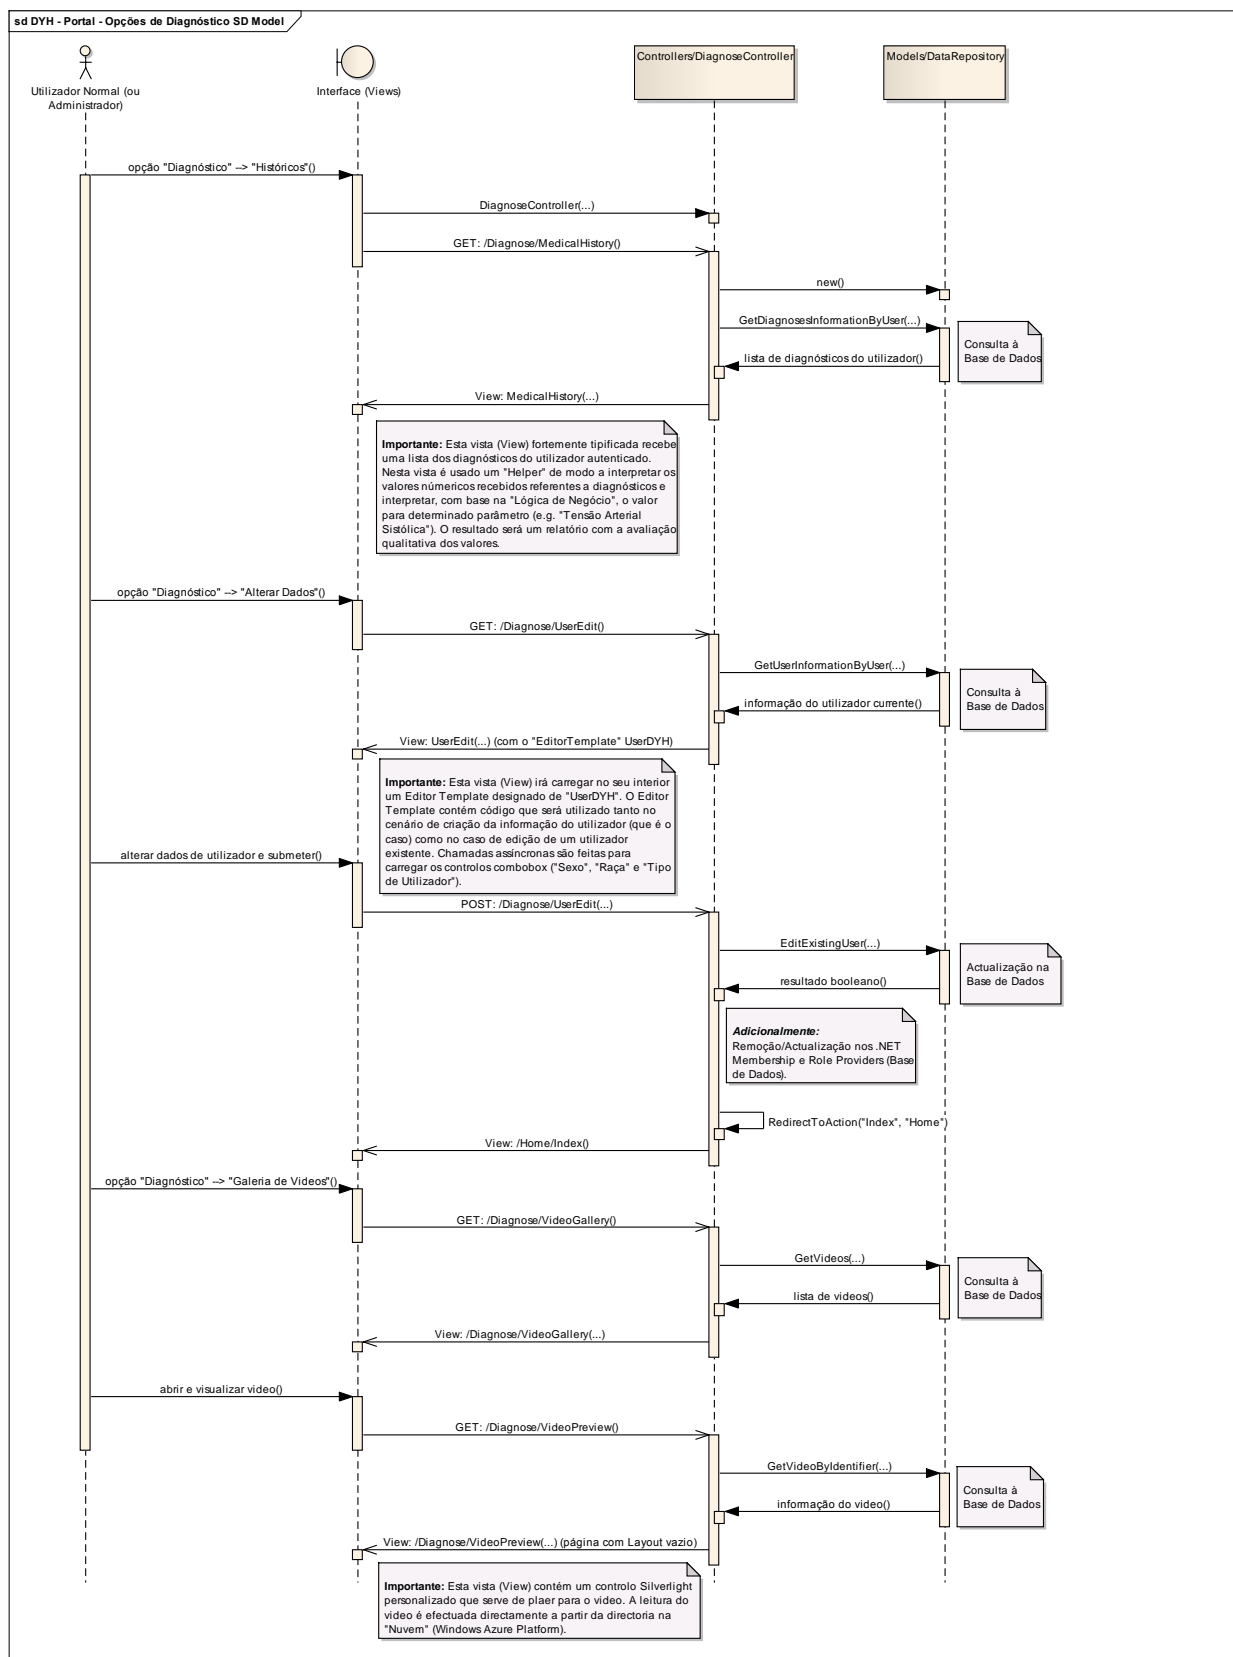 sd DYH - Portal - Opções de Diagnóstico SD Model
Utilizador Normal (ou
Administrador)
Interface (Views)
Controllers/DiagnoseController
Models/DataRepository
opção "Diagnóstico" --> "Históricos"()
DiagnoseController(...)
GET: /Diagnose/MedicalHistory()
new()
GetDiagnosesInformationByUser(...)
Consulta à
Base de Dados
lista de diagnósticos do utilizador()
View: MedicalHistory(...)
Importante: Esta vista (View) fortemente tipificada recebe
uma lista dos diagnósticos do utilizador autenticado.
Nesta vista é usado um "Helper" de modo a interpretar os
valores númericos recebidos referentes a diagnósticos e
interpretar, com base na "Lógica de Negócio", o valor
para determinado parâmetro (e.g. "Tensão Arterial
Sistólica"). O resultado será um relatório com a avaliação
qualitativa dos valores.
opção "Diagnóstico" --> "Alterar Dados"()
GET: /Diagnose/UserEdit()
GetUserInformationByUser(...)
Consulta à
Base de Dados
informação do utilizador currente()
View: UserEdit(...) (com o "EditorTemplate" UserDYH)
Importante: Esta vista (View) irá carregar no seu interior
um Editor Template designado de "UserDYH". O Editor
Template contém código que será utilizado tanto no
cenário de criação da informação do utilizador (que é o
caso) como no caso de edição de um utilizador
existente. Chamadas assíncronas são feitas para
carregar os controlos combobox ("Sexo", "Raça" e "Tipo
de Utilizador").
alterar dados de utilizador e submeter()
POST: /Diagnose/UserEdit(...)
EditExistingUser(...)
Actualização na
Base de Dados
resultado booleano()
Adicionalmente:
Remoção/Actualização nos .NET
Membership e Role Providers (Base
de Dados).
RedirectToAction("Index", "Home")
View: /Home/Index()
opção "Diagnóstico" --> "Galeria de Videos"()
GET: /Diagnose/VideoGallery()
GetVideos(...)
Consulta à
Base de Dados
lista de videos()
View: /Diagnose/VideoGallery(...)
abrir e visualizar video()
GET: /Diagnose/VideoPreview()
GetVideoByIdentifier(...)
Consulta à
Base de Dados
informação do video()
View: /Diagnose/VideoPreview(...) (página com Layout vazio)
Importante: Esta vista (View) contém um controlo Silverlight
personalizado que serve de plaer para o video. A leitura do
video é efectuada directamente a partir da directoria na
"Nuvem" (Windows Azure Platform).